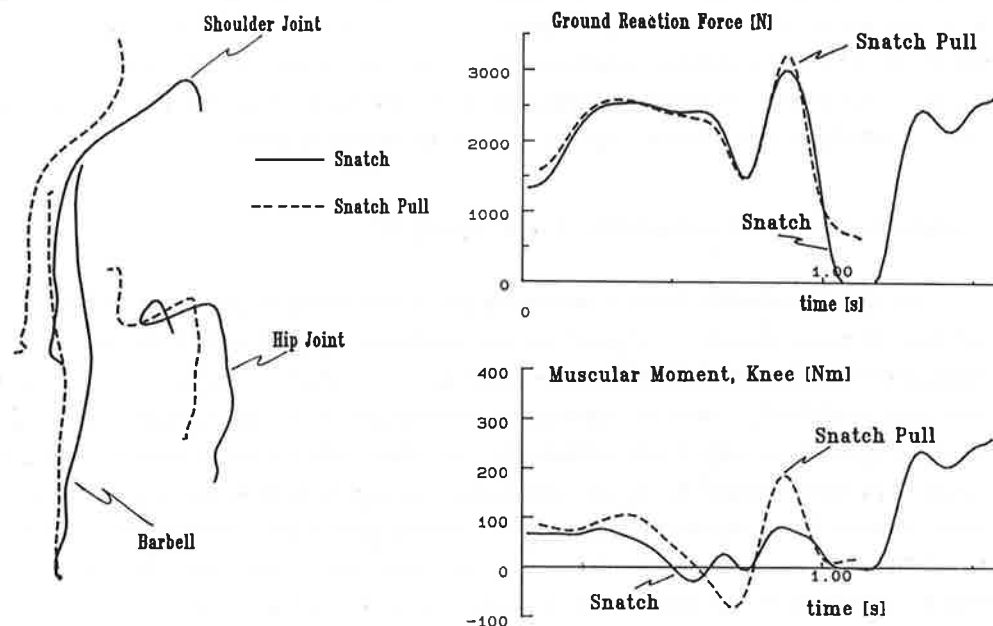 Shoulder Joint
Snatch
Snatch Pull
Hip Joint
Barbell
Ground Reaction Force [N]
Snatch Pull
3000
2000
1000
Snatch
1.00
0
0
time [s]
400
Muscular Moment, Knee [Nm]
300
Snatch Pull
200
100
0
1.00
Snatch
time [s]
-100